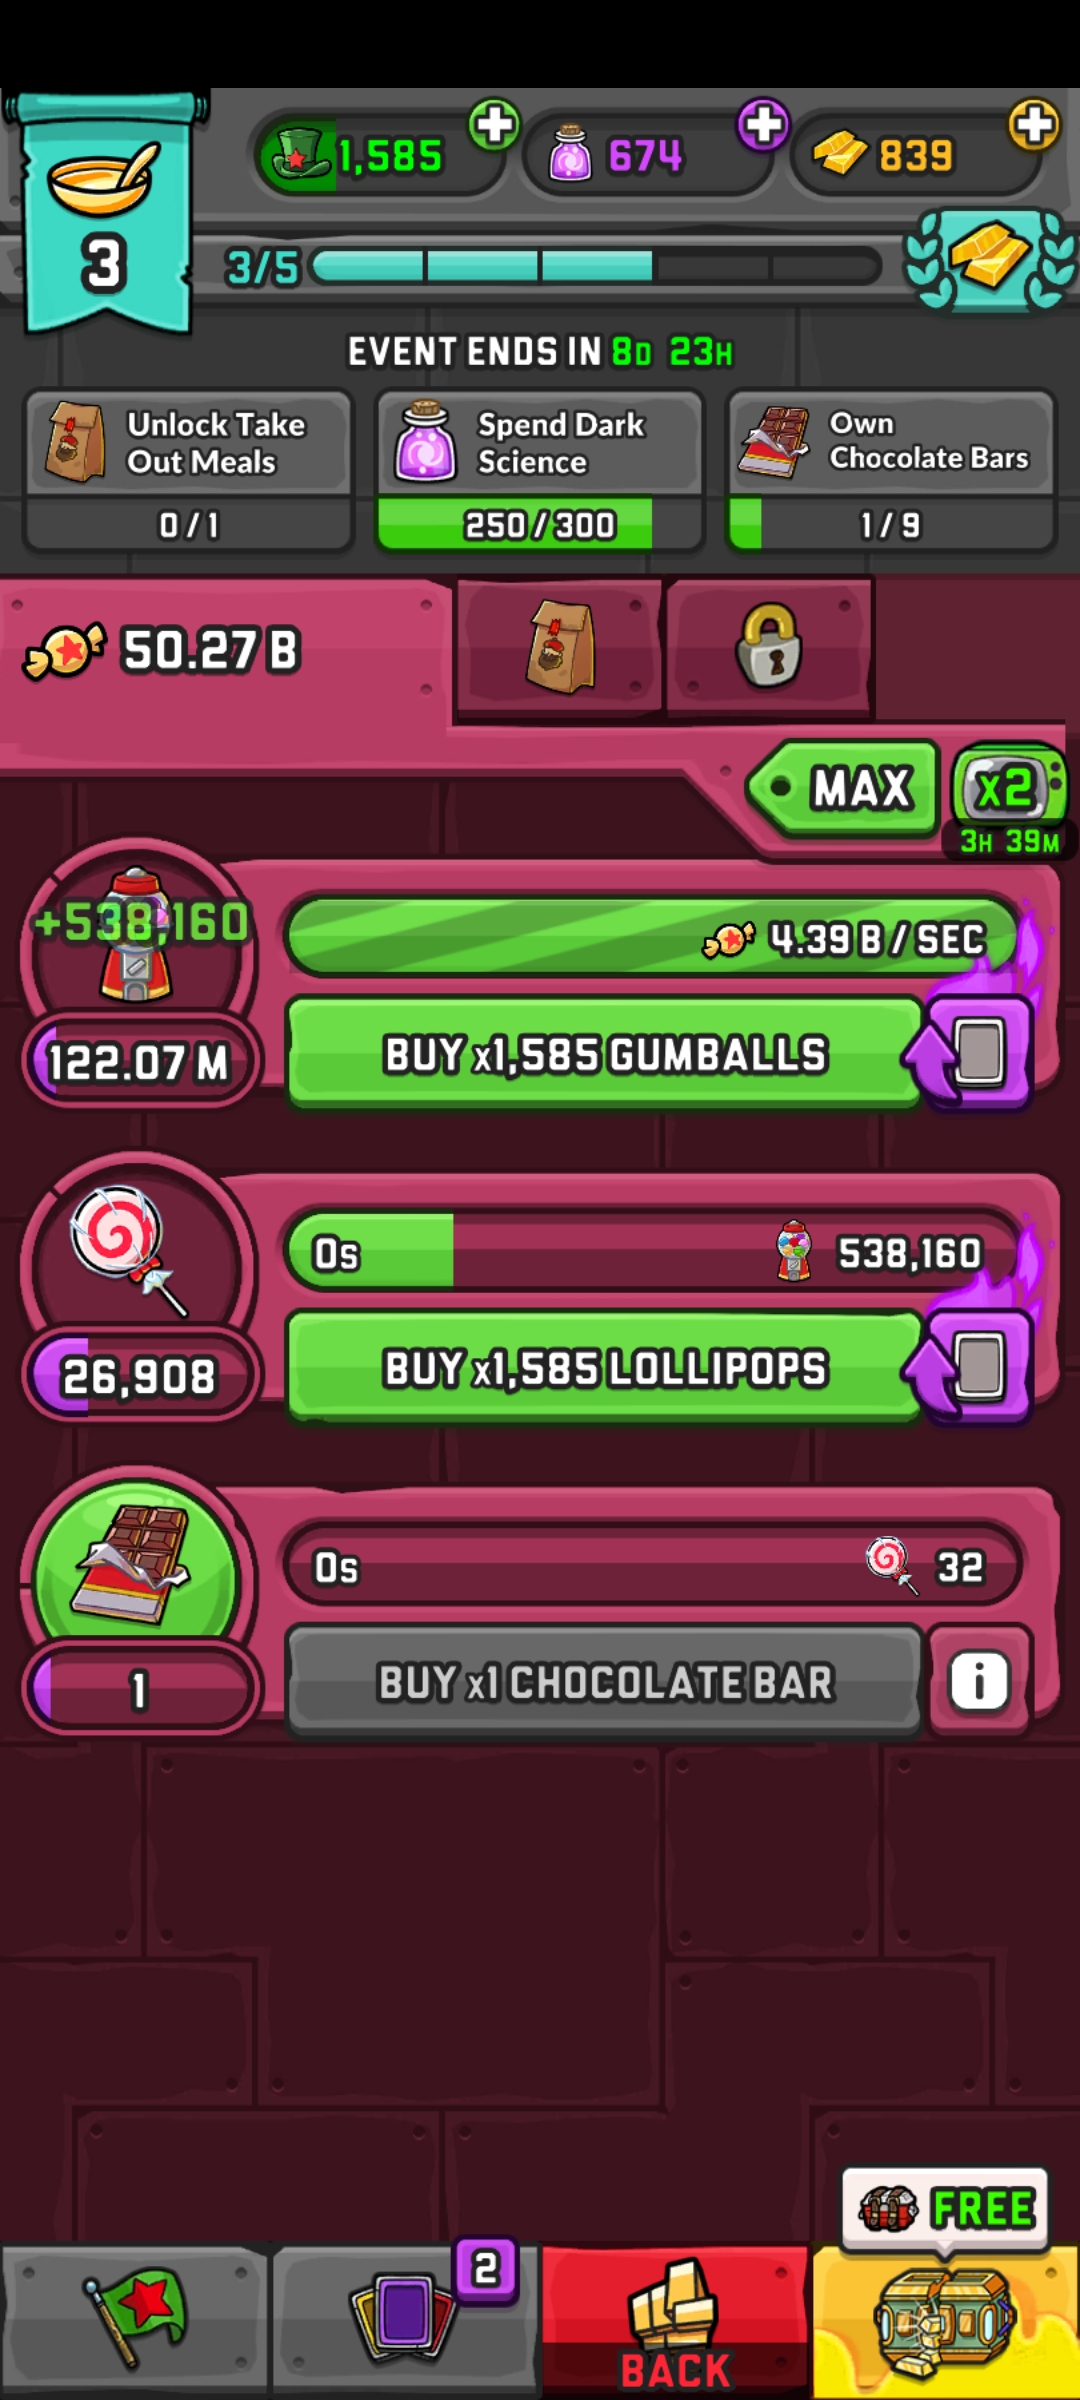 1,585
674
839
3
3/5
EVENT ENDS IN 8D 23H
Unlock Take
Out Meals
0/1
Spend Dark
Science
250/300
Own
Chocolate Bars
1/9
50.27 B
MAX
x2
3H 39M
+538,160
4.39 B / SEC
122.07 M
BUY x1,585 GUMBALLS
0s
538,160
26,908
BUY x1,585 LOLLIPOPS
0s
32
1
BUY x1 CHOCOLATE BAR
i
FREE
2
BACK